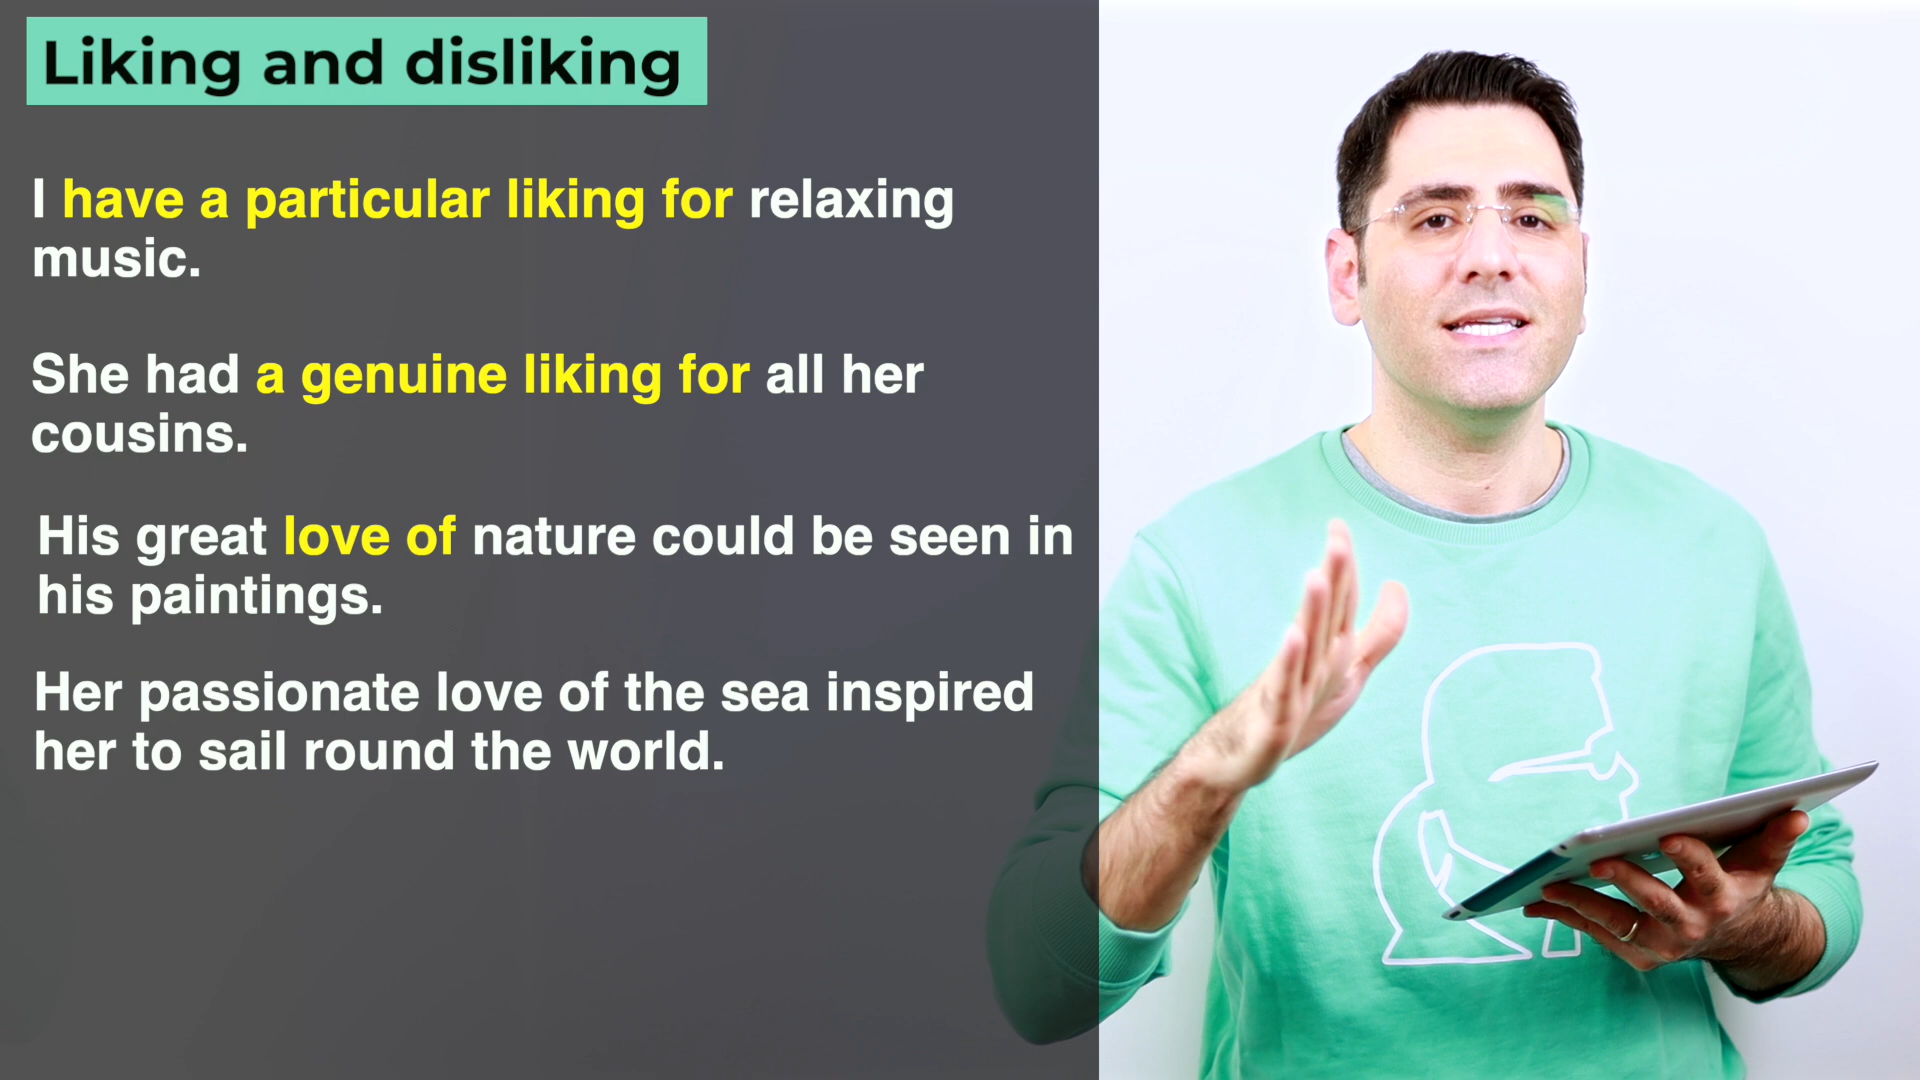 Liking and disliking
I have a particular liking for relaxing
music.
She had a genuine liking for all her
cousins.
His great love of nature could be seen in
his paintings.
Her passionate love of the sea inspired
her to sail round the world.